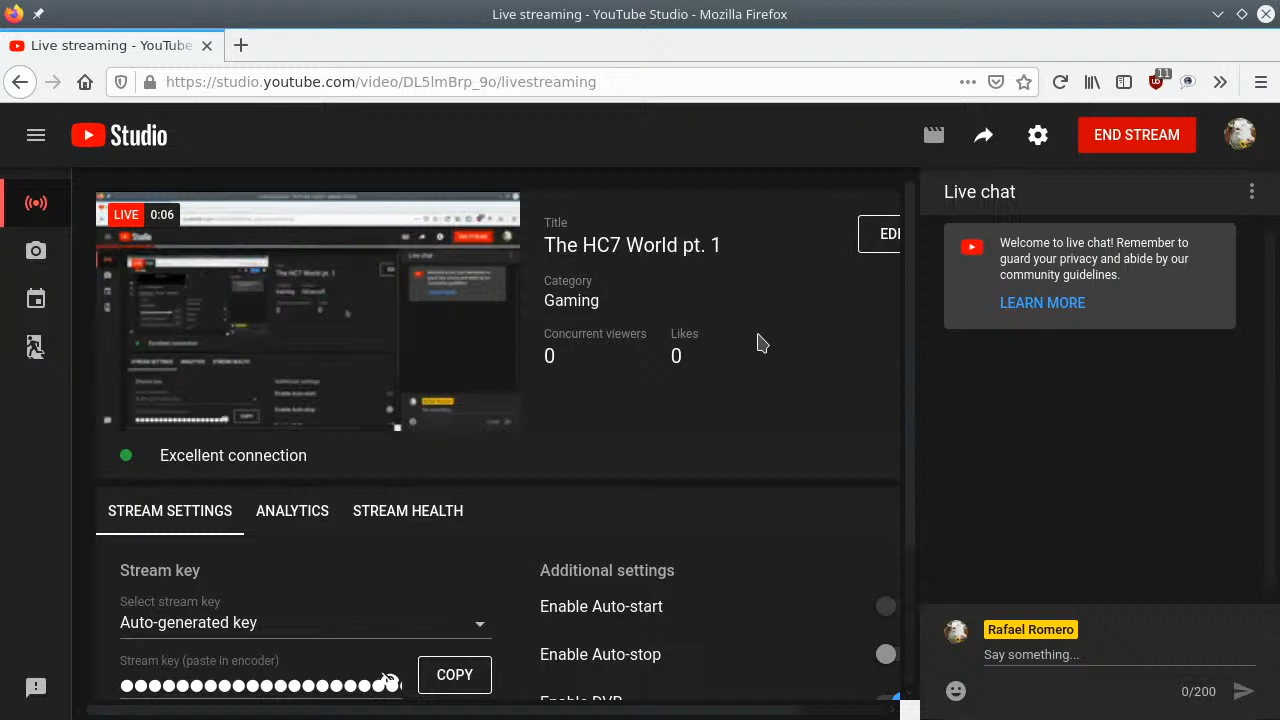 Live streaming - YouTube Studio - Mozilla Firefox
Live streaming - YouTube
https://studio.youtube.com/video/DL5lmBrp_9o/livestreaming
11
Studio
END STREAM
LIVE 0:06
Title
The HC7 World pt. 1
EDI
Category
Gaming
Concurrent viewers
0
Likes
0
Excellent connection
STREAM SETTINGS
ANALYTICS
STREAM HEALTH
Stream key
Select stream key
Auto-generated key
Stream key (paste in encoder)
COPY
Additional settings
Enable Auto-start
Enable Auto-stop
Live chat
Welcome to live chat! Remember to
guard your privacy and abide by our
community guidelines.
LEARN MORE
Rafael Romero
Say something...
0/200